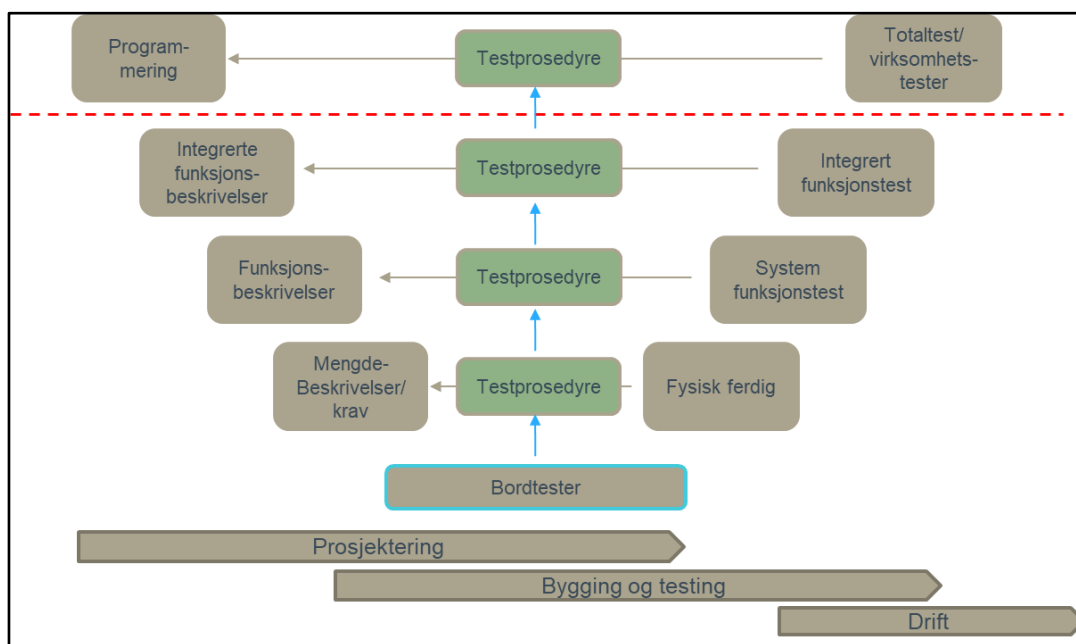 Program-
mering
Testprosedyre
Totaltest/
virksomhets-
tester
Integrerte
funksjons-
beskrivelser
Testprosedyre
Integrert
funksjonstest
Funksjons-
beskrivelser
Testprosedyre
System
funksjonstest
Mengde-
Beskrivelser/
krav
Testprosedyre
Fysisk ferdig
Bordtester
Prosjektering
Bygging og testing
Drift